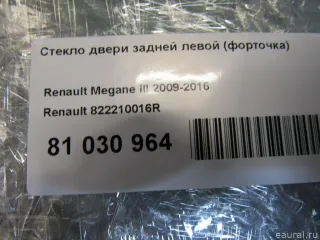 Стекло двери задней левой (форточка)
Renault Megane III 2009-2016
Renault 822210016R
81 030 964
eaural.ru